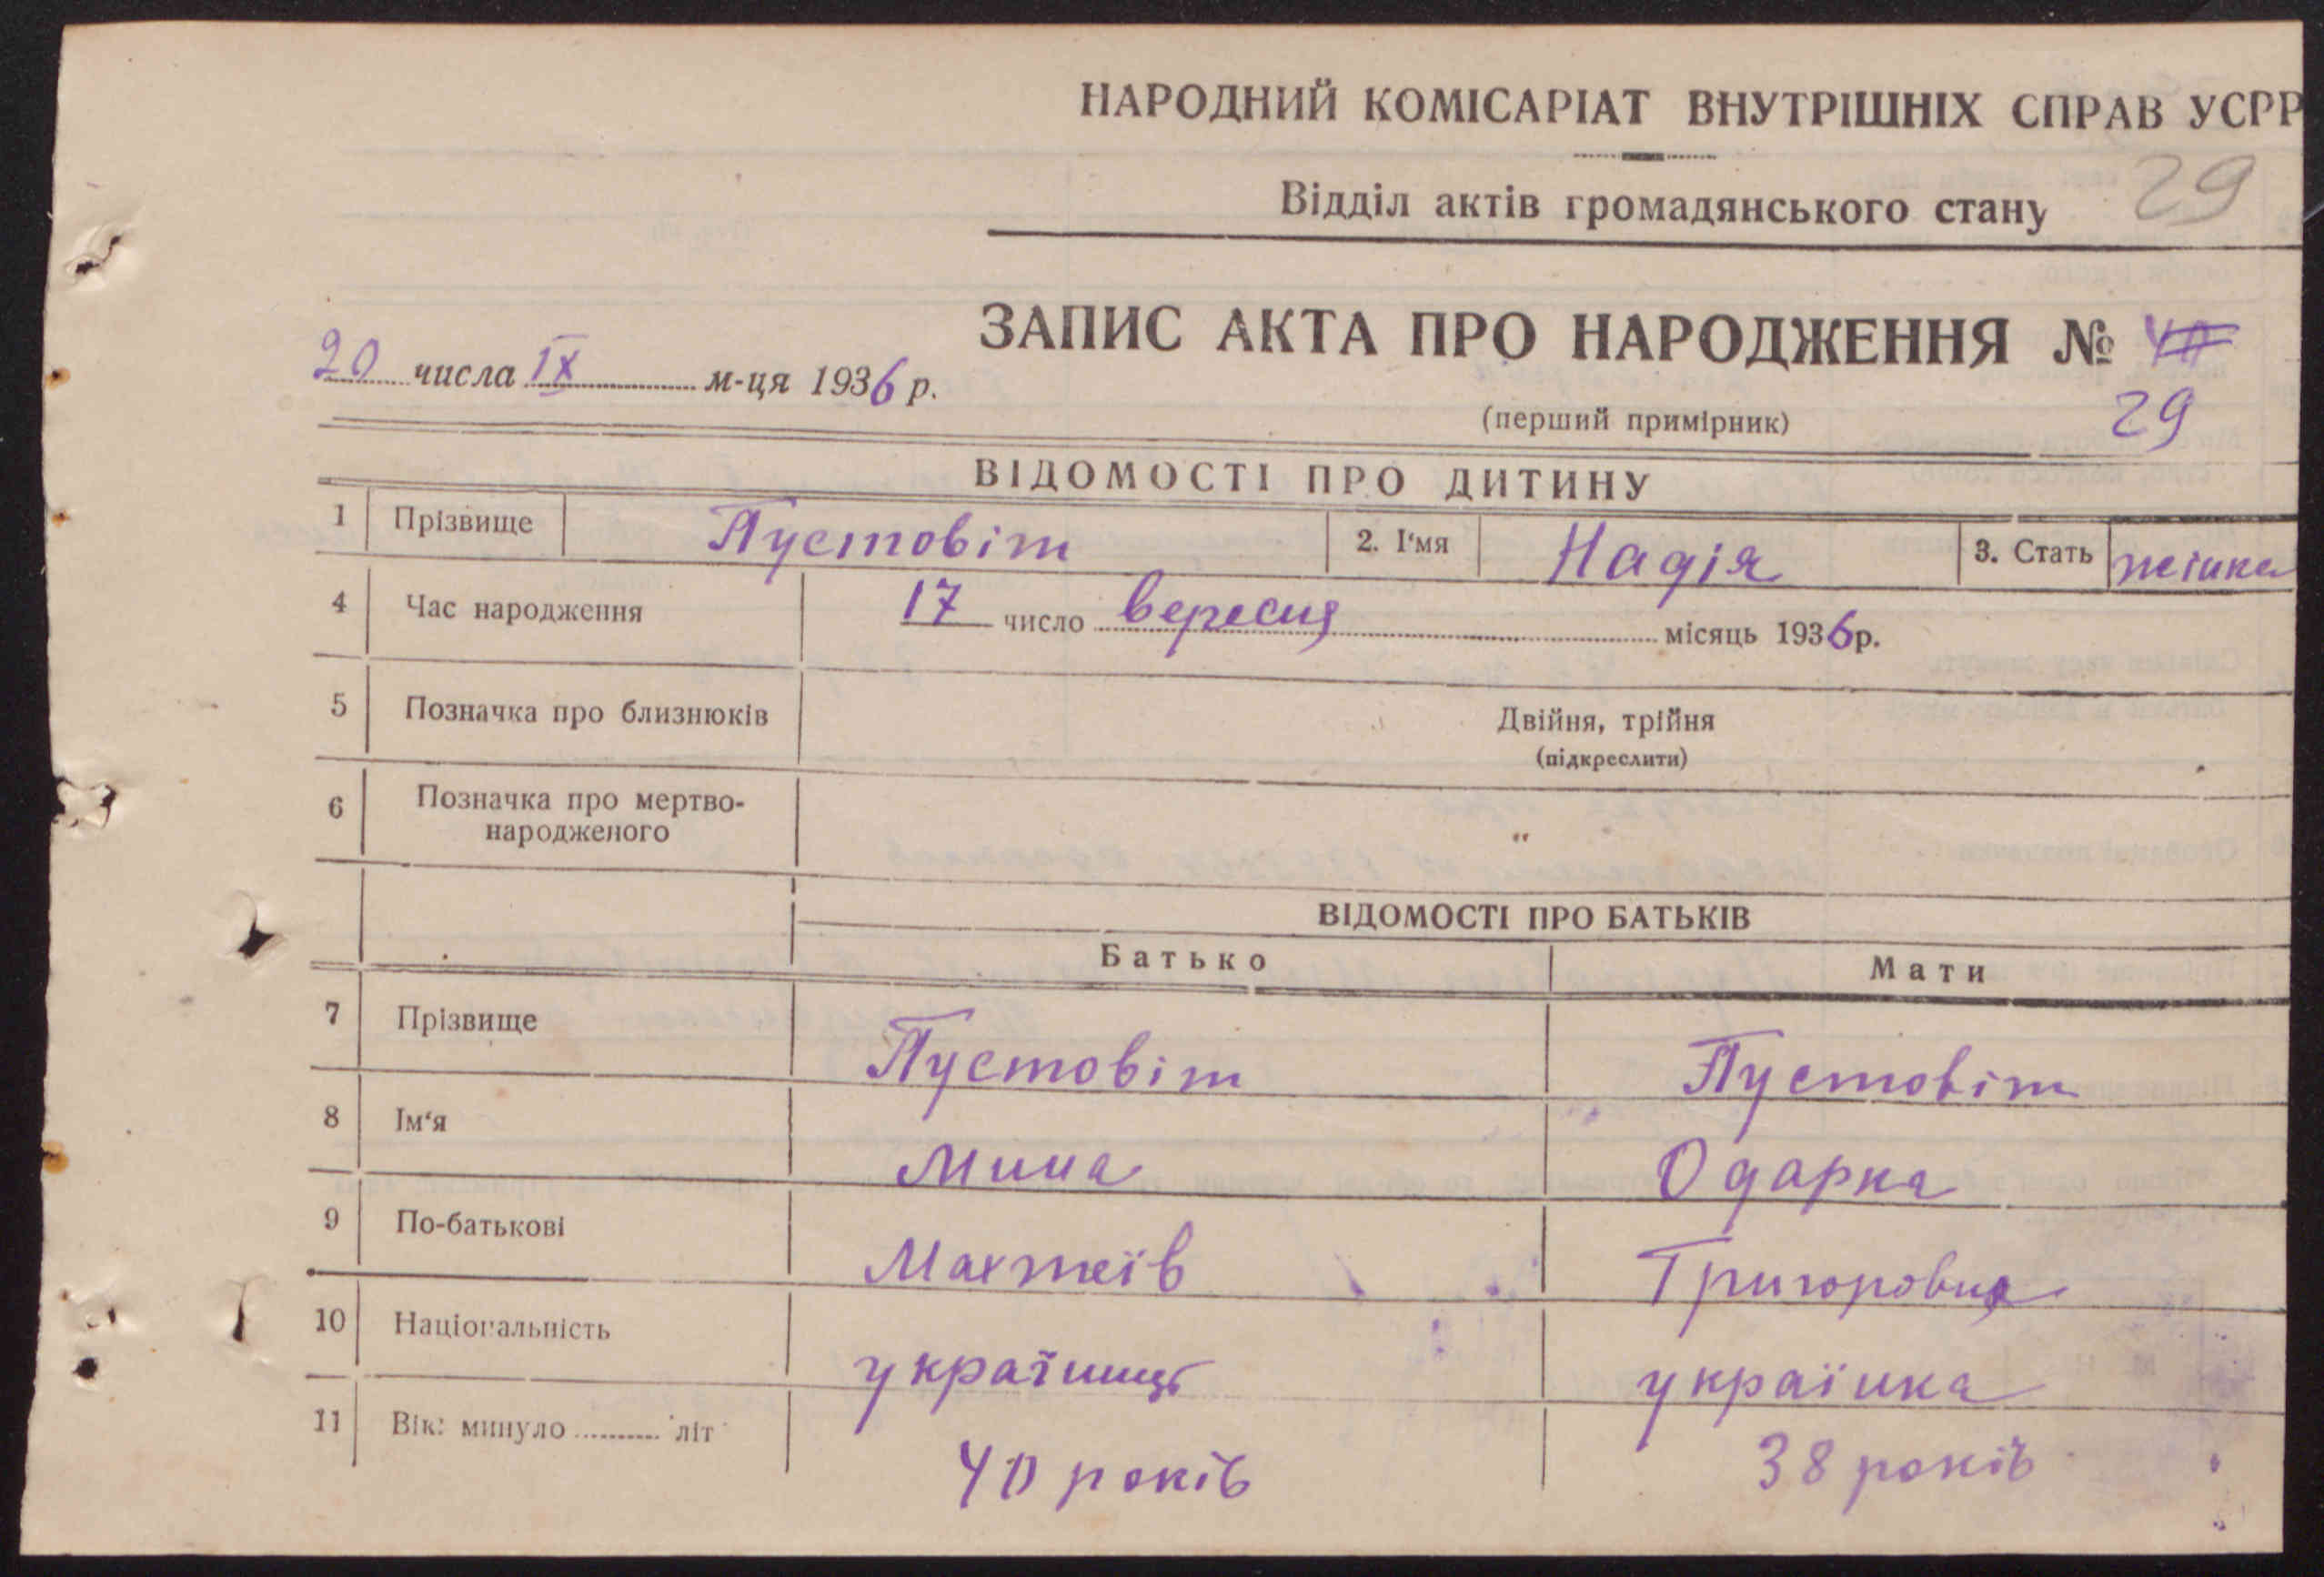 НАРОДНИЙ КОМІСАРІАТ ВНУТРІШНІХ СПРАВ УСРР
Відділ актів громадянського стану 29
ЗАПИС АКТА ПРО НАРОДЖЕННЯ № 40
20 числа IX м-ця 1936 р.
(перший примірник) 29
ВІДОМОСТІ ПРО ДИТИНУ
1 Прізвище Пустовіт 2. І'мя Надія 3. Стать жінка
4 Час народження 17 число вересня місяць 1936 р.
5 Позначка про близнюків Двійня, трійня
(підкреслити)
6 Позначка про мертво-
народженого "
ВІДОМОСТІ ПРО БАТЬКІВ
Батько Мати
7 Прізвище Пустовіт Пустовіт
8 Ім'я Мина Одарка
9 По-батькові Григоровна
10 Національність українець українка
11 Вік: минуло .......... літ 40 років 38 років